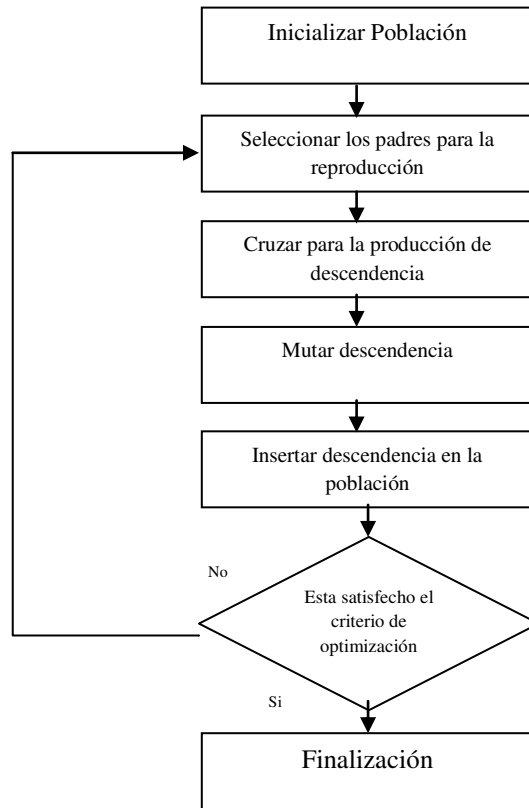 Inicializar Población
Seleccionar los padres para la
reproducción
Cruzar para la producción de
descendencia
Mutar descendencia
Insertar descendencia en la
población
No
Esta satisfecho el
criterio de
optimización
Si
Finalización